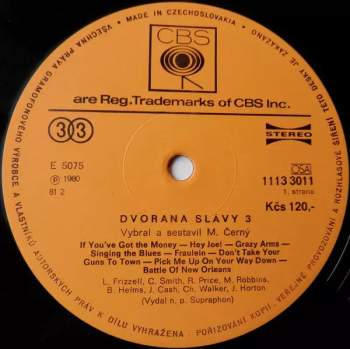 MADE IN CZECHOSLOVAKIA
VŠECHNA PRÁVA GRAMOFONOVÉHO VÝROBCE A VLASTNÍKŮ AUTORSKÝCH PRÁV K DÍLU VYHRAŽENA • POŘIZOVÁNÍ KOPIÍ, VEŘEJNÉ PROVOZOVÁNÍ A ROZHLASOVÉ ŠÍŘENÍ TÉTO DESKY JE ZAKÁZÁNO
CBS
are Reg. Trademarks of CBS Inc.
33
STEREO
E 5075
Ⓟ 1980
81 2
OSA
1113 3011
1. strana
Kčs 120,-
DVORANA SLÁVY 3
Vybral a sestavil M. Černý
If You've Got the Money — Hey Joe! — Crazy Arms —
Singing the Blues — Fraulein — Don't Take Your
Guns To Town — Pick Me Up On Your Way Down —
Battle Of New Orleans
L. Frizzell, C. Smith, R. Price, M. Robbins,
B. Helms, J. Cash, Ch. Walker, J. Horton
(Vydal n. p. Supraphon)